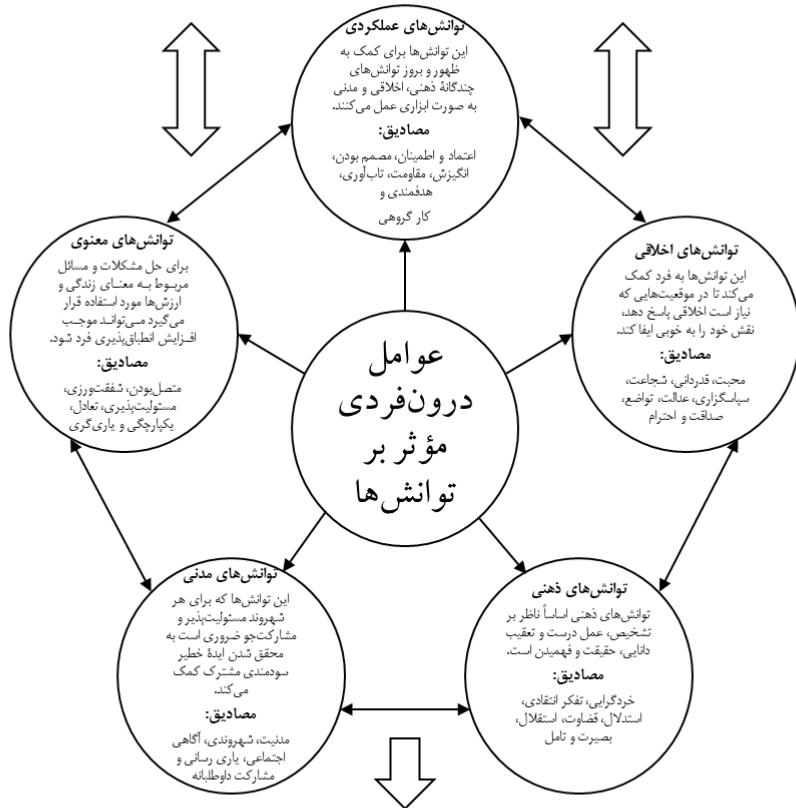 توانش‌های عملکردی
این توانش‌ها برای کمک به
ظهور و بروز توانش‌های
چندگانهٔ ذهنی، اخلاقی و مدنی
به صورت ابزاری عمل می‌کنند.
مصادیق:
اعتماد و اطمینان، مصمم بودن،
انگیزش، مقاومت، تاب‌آوری،
هدفمندی و
کار گروهی
توانش‌های اخلاقی
این توانش‌ها به فرد کمک
می‌کند تا در موقعیت‌هایی که
نیاز است اخلاقی پاسخ دهد،
نقش خود را به خوبی ایفا کند.
مصادیق:
محبت، قدردانی، شجاعت،
سپاسگزاری، عدالت، تواضع،
صداقت و احترام
توانش‌های معنوی
برای حل مشکلات و مسائل
مربوط به معنای زندگی و
ارزش‌ها مورد استفاده قرار
می‌گیرد می‌تواند موجب
افزایش انطباق‌پذیری فرد شود.
مصادیق:
متصل‌بودن، شفقت‌ورزی،
مسئولیت‌پذیری، تعادل،
یکپارچگی و یاری‌گری
عوامل
درون‌فردی
مؤثر بر
توانش‌ها
توانش‌های ذهنی
توانش‌های ذهنی اساساً ناظر بر
تشخیص، عمل درست و تعقیب
دانایی، حقیقت و فهمیدن است.
مصادیق:
خردگرایی، تفکر انتقادی،
استدلال، قضاوت، استقلال،
بصیرت و تامل
توانش‌های مدنی
این توانش‌ها که برای هر
شهروند مسئولیت‌پذیر و
مشارکت‌جو ضروری است به
محقق شدن ایدهٔ خطیر
سودمندی مشترک کمک
می‌کند.
مصادیق:
مدنیت، شهروندی، آگاهی
اجتماعی، یاری رسانی و
مشارکت داوطلبانه